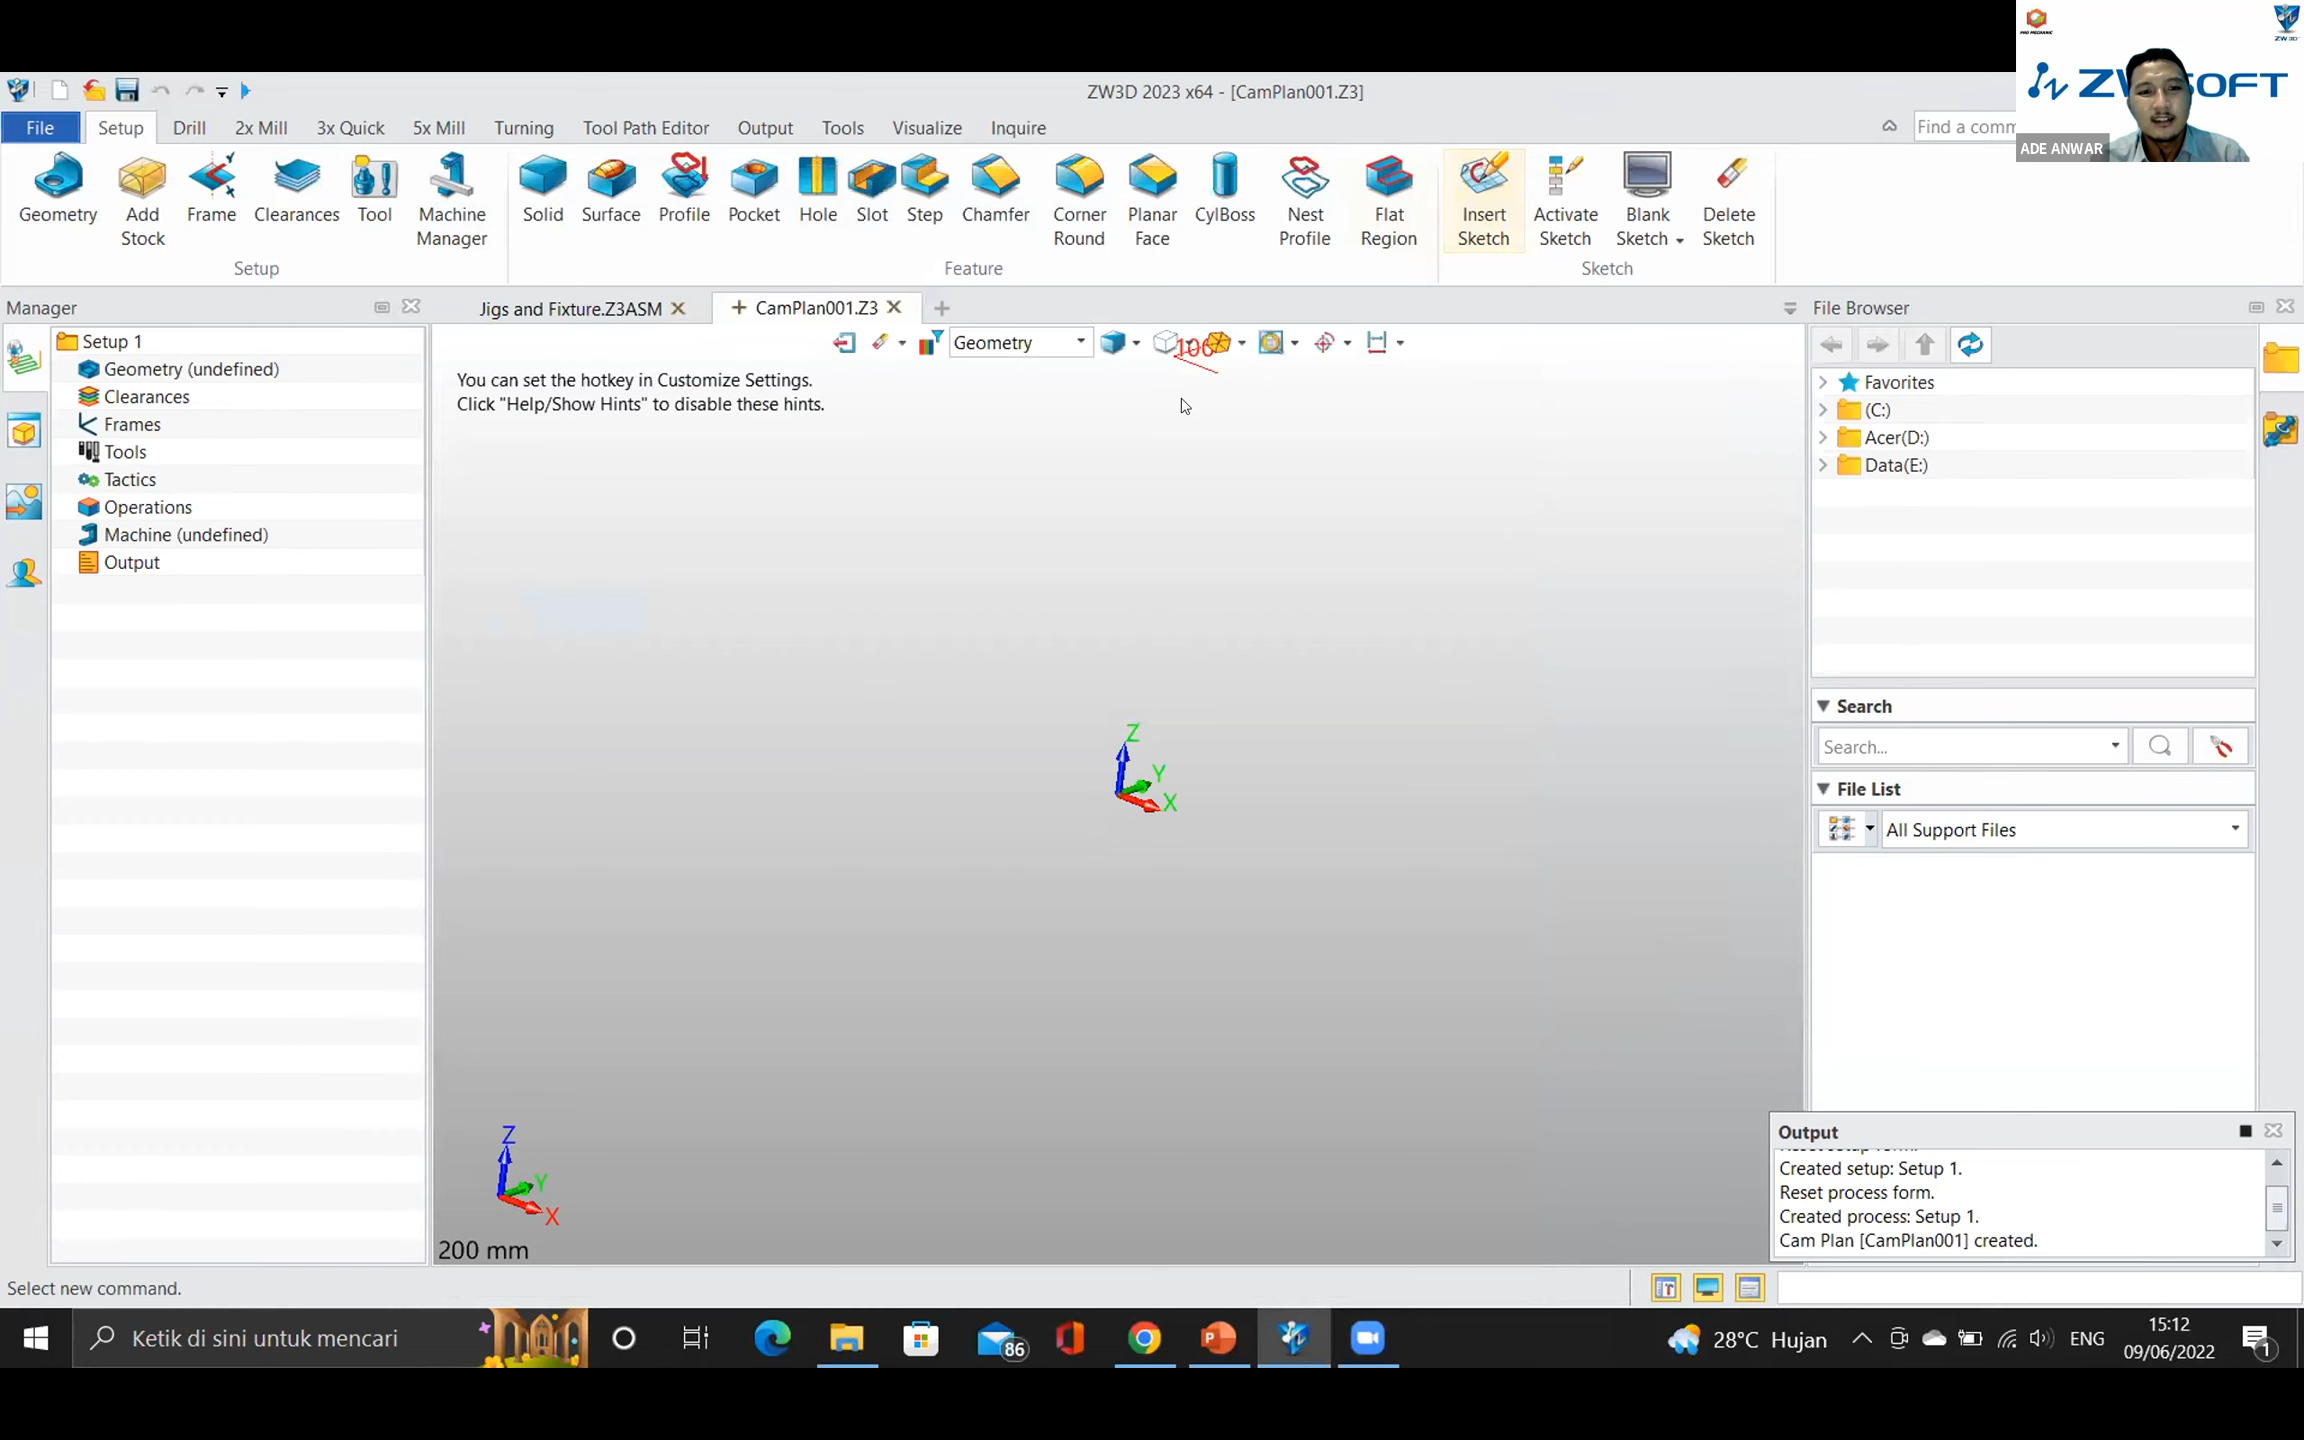 ZW3D 2023 x64 - [CamPlan001.Z3]
File Setup Drill 2x Mill 3x Quick 5x Mill Turning Tool Path Editor Output Tools Visualize Inquire
Find a comm
ADE ANWAR
Geometry
Add Stock
Frame
Clearances
Tool
Machine Manager
Setup
Solid
Surface
Profile
Pocket
Hole
Slot
Step
Chamfer
Corner Round
Planar Face
CylBoss
Nest Profile
Flat Region
Feature
Insert Sketch
Activate Sketch
Blank Sketch
Delete Sketch
Sketch
Manager
Jigs and Fixture.Z3ASM
CamPlan001.Z3
File Browser
Setup 1
Geometry (undefined)
Clearances
Frames
Tools
Tactics
Operations
Machine (undefined)
Output
Geometry
You can set the hotkey in Customize Settings.
Click "Help/Show Hints" to disable these hints.
Z
Y
X
Z
Y
X
200 mm
Favorites
(C:)
Acer(D:)
Data(E:)
Search
Search...
File List
All Support Files
Output
Created setup: Setup 1.
Reset process form.
Created process: Setup 1.
Cam Plan [CamPlan001] created.
Select new command.
Ketik di sini untuk mencari
86
28°C Hujan
ENG
15:12
09/06/2022
1